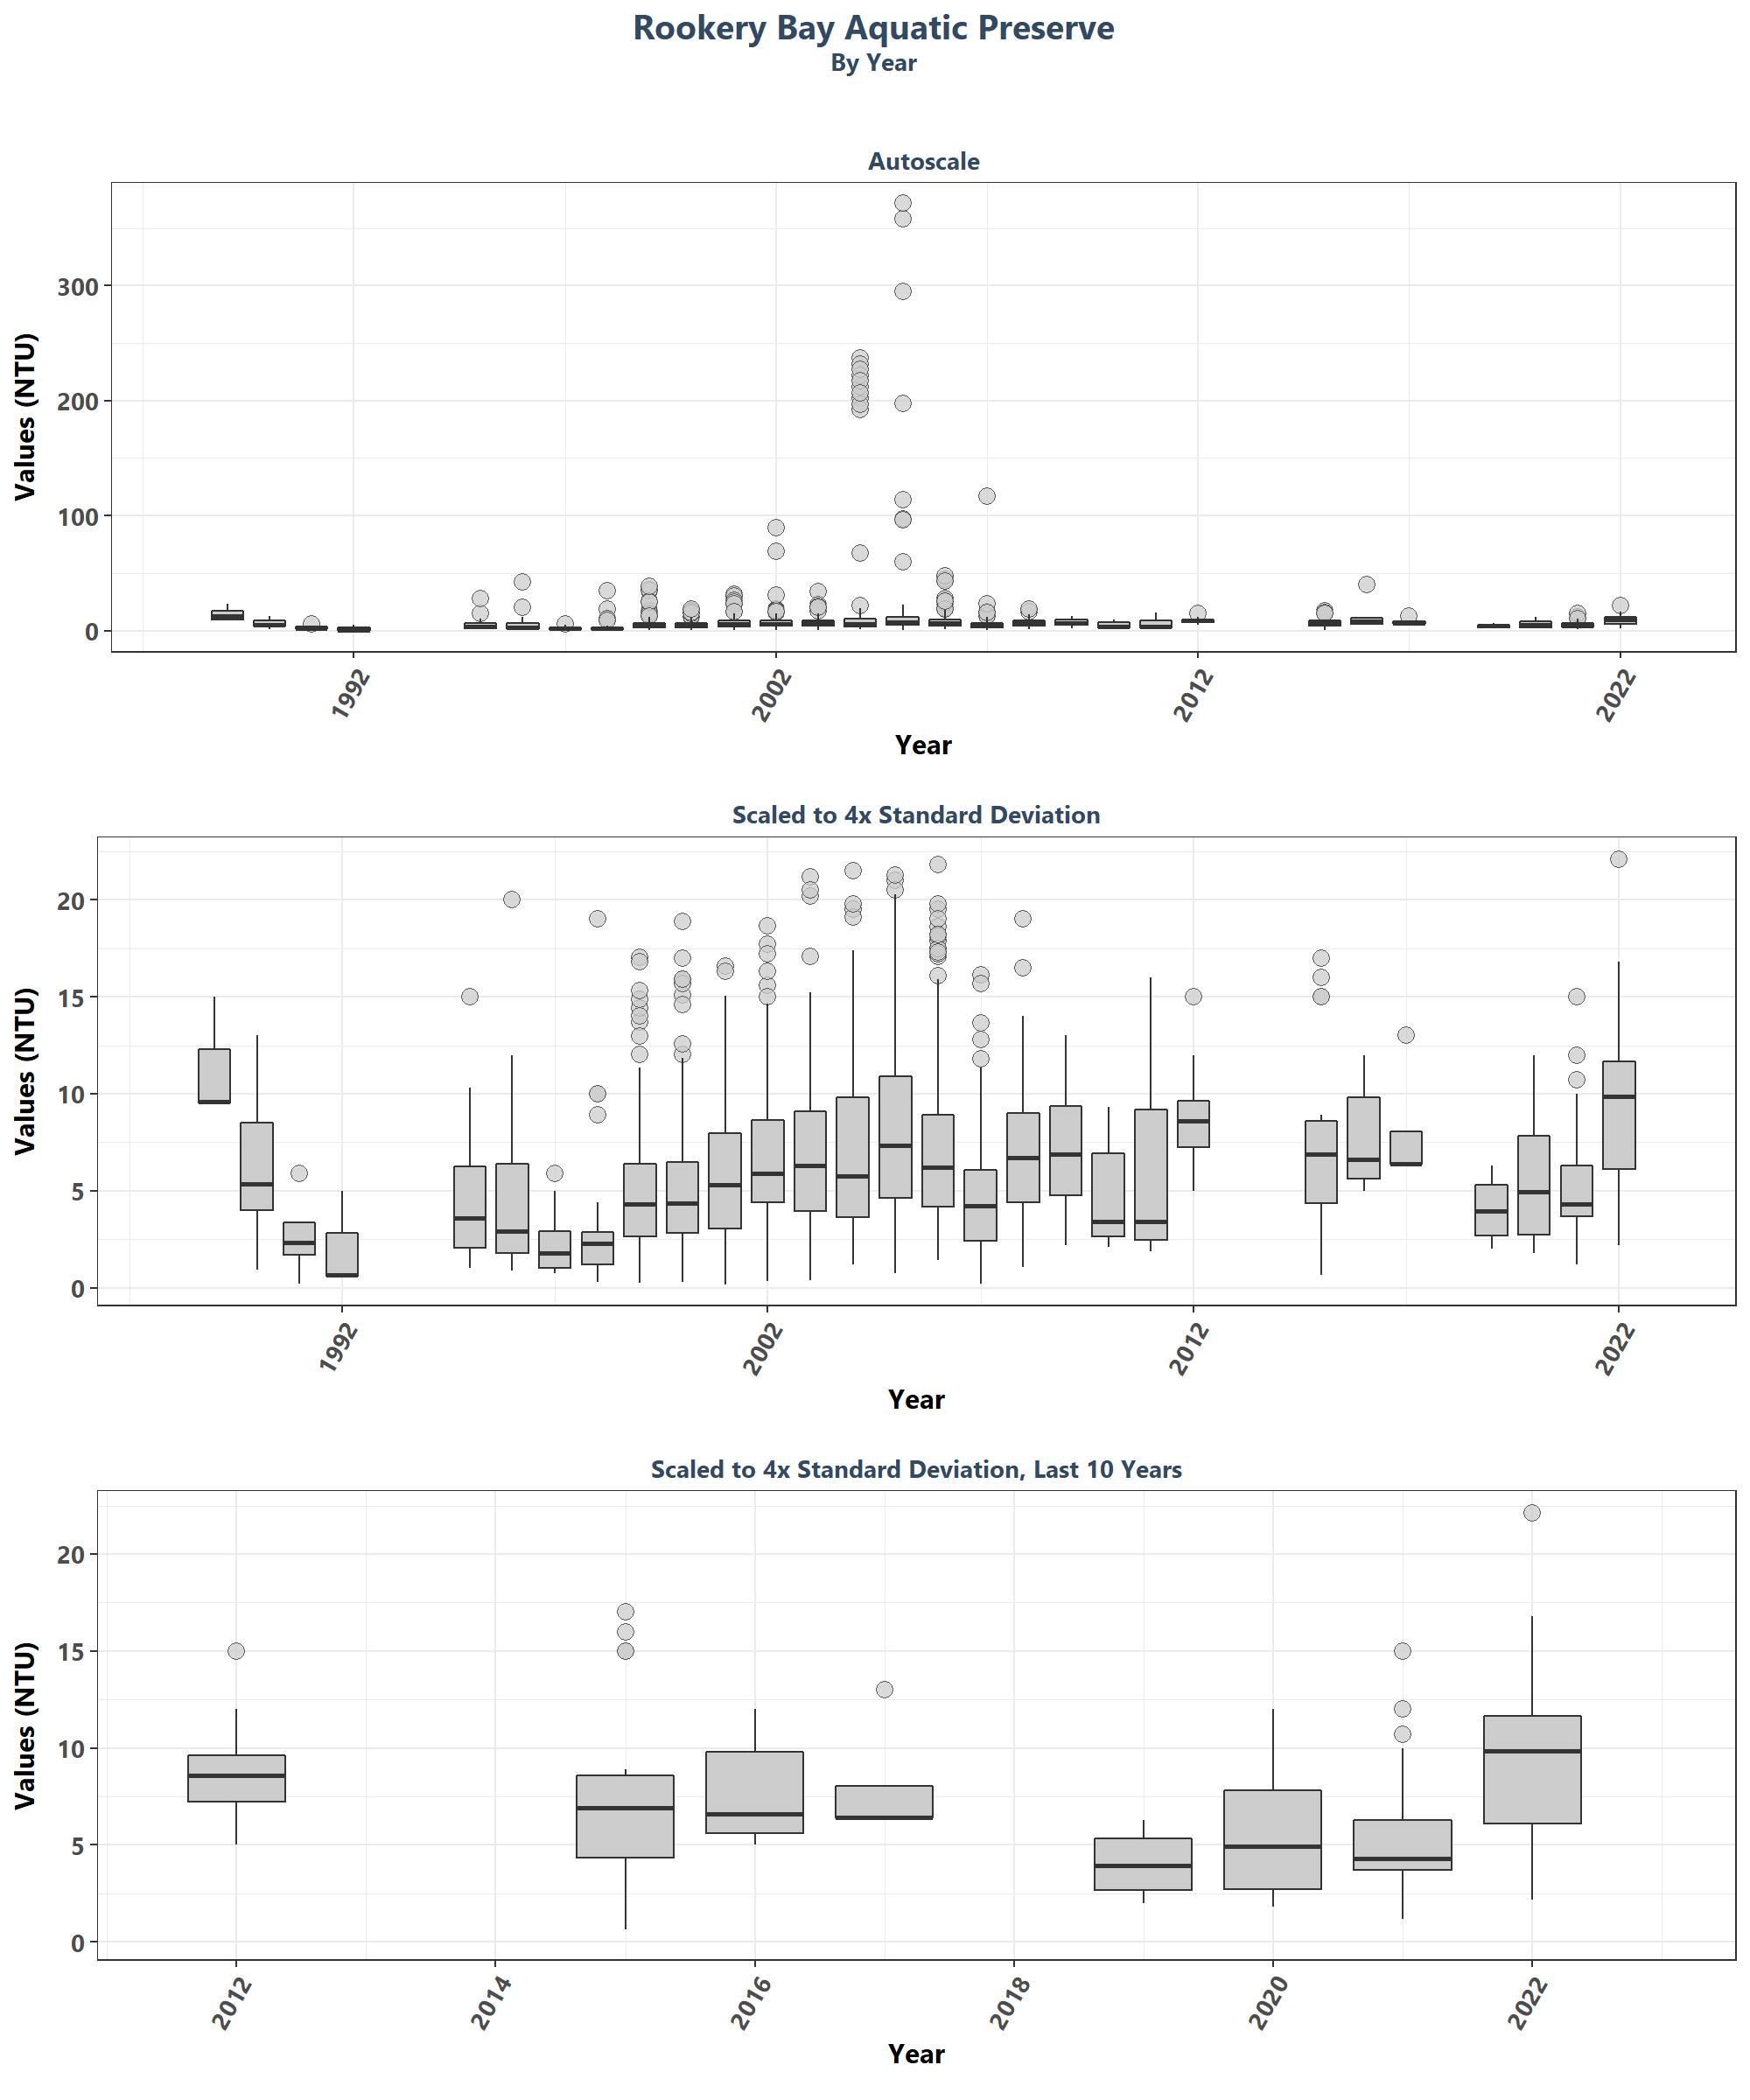 Rookery Bay Aquatic Preserve
By Year
Autoscale
Values (NTU)
300
200
100
0
1992
2002
2012
2022
Year
Scaled to 4x Standard Deviation
Values (NTU)
20
15
10
5
0
1992
2002
2012
2022
Year
Scaled to 4x Standard Deviation, Last 10 Years
Values (NTU)
20
15
10
5
0
2012
2014
2016
2018
2020
2022
Year